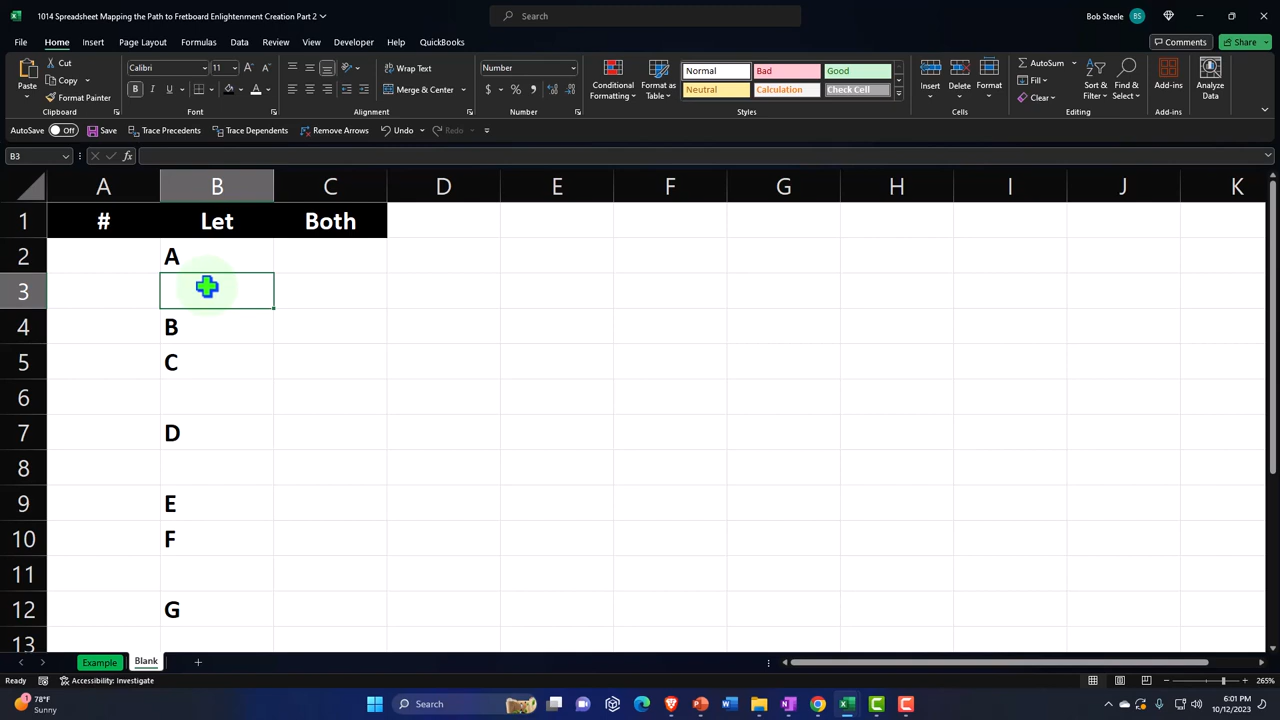 1014 Spreadsheet Mapping the Path to Fretboard Enlightenment Creation Part 2
Search
Bob Steele BS
File Home Insert Page Layout Formulas Data Review View Developer Help QuickBooks
Comments Share
Paste Cut Copy Format Painter
Clipboard
Calibri 11
B I U
Font
Wrap Text
Merge & Center
Alignment
Number
$ % 9
Number
Conditional Formatting
Format as Table
Normal Bad Good
Neutral Calculation Check Cell
Styles
Insert Delete Format
Cells
AutoSum
Fill
Clear
Sort & Filter
Find & Select
Editing
Add-ins
Add-ins
Analyze Data
AutoSave Off Save Trace Precedents Trace Dependents Remove Arrows Undo Redo
B3 fx
A B C D E F G H I J K
1 # Let Both
2 A
3
4 B
5 C
6
7 D
8
9 E
10 F
11
12 G
13
Example Blank
Ready Accessibility: Investigate 265%
78°F
Sunny
Search
6:01 PM
10/12/2023